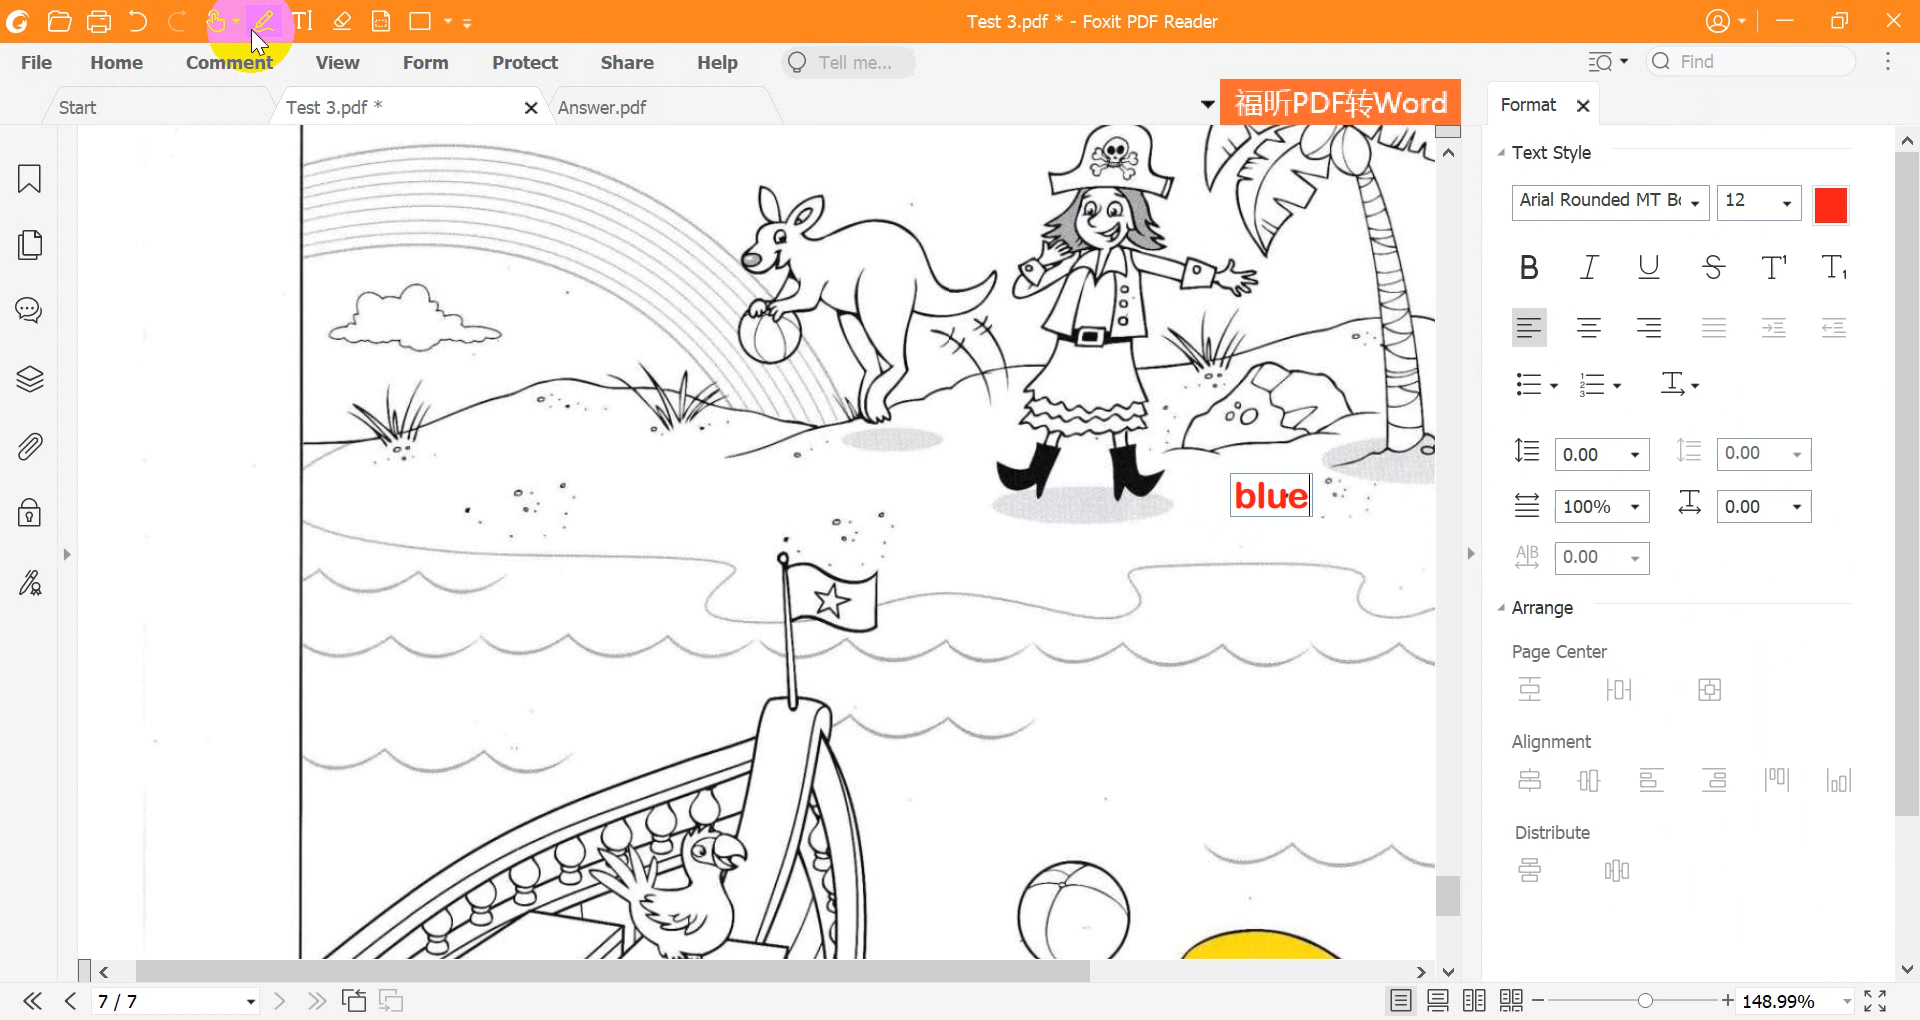 Test 3.pdf * - Foxit PDF Reader
File Home Comment View Form Protect Share Help Tell me... Find
Start Test 3.pdf * Answer.pdf 福昕PDF转Word Format
Text Style
Arial Rounded MT B 12
0.00 0.00
100% 0.00
0.00
blue
Arrange
Page Center
Alignment
Distribute
7 / 7 148.99%